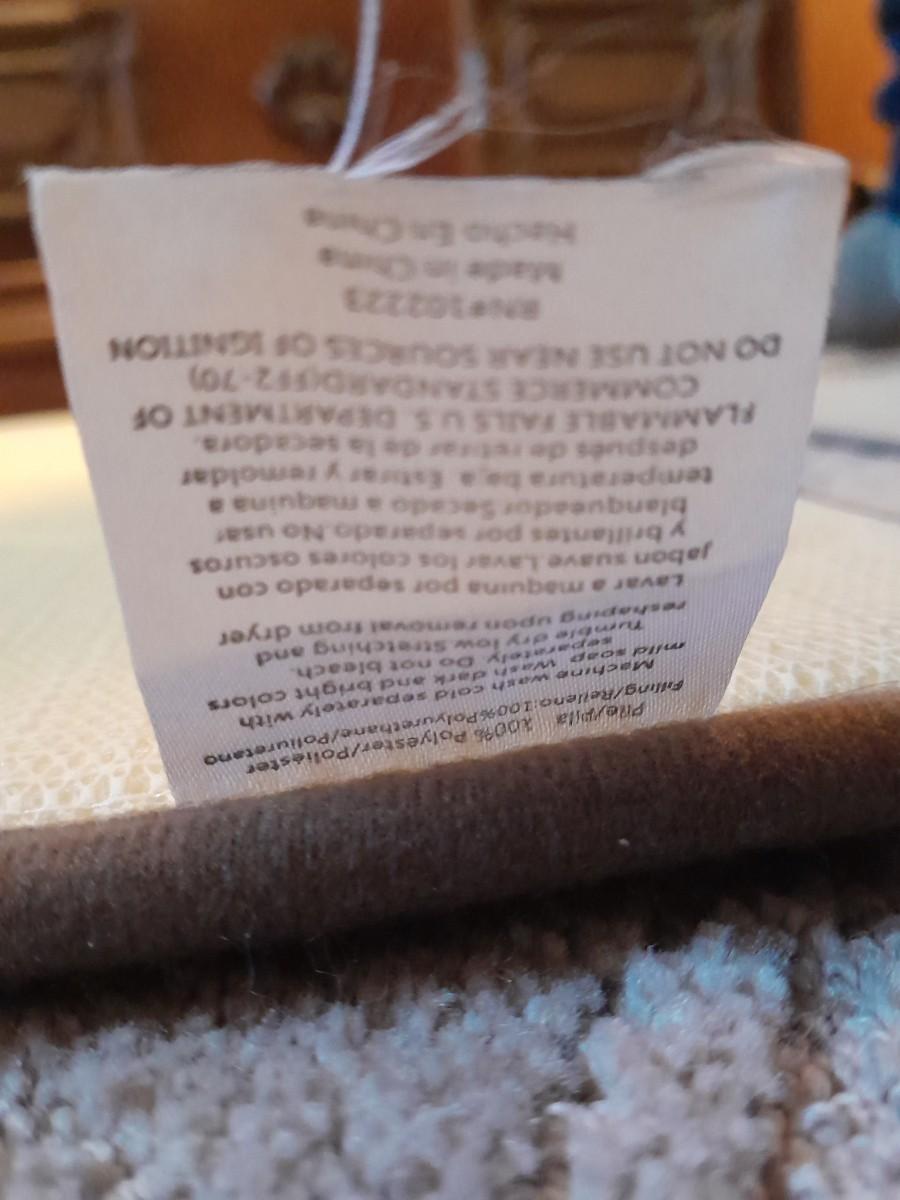 Pile/Pila 100% Polyester/Poliéster
Filling/Relleno:100%Polyurethane/Poliuretano
Machine wash cold separately with
mild soap. Wash dark and bright colors
separately. Do not bleach.
Tumble dry low. Stretching and
reshaping upon removal from dryer
Lavar a maquina por separado con
jabon suave.Lavar los colores oscuros
y brillantes por separado.No usar
blanqueador.Secado a maquina a
temperatura baja. Estirar y remoldar
después de retirar de la secadora.
FLAMMABLE FAILS U.S. DEPARTMENT OF
COMMERCE STANDARD(FF2-70)
DO NOT USE NEAR SOURCES OF IGNITION
RN#102223
Made in China
Hecho En China